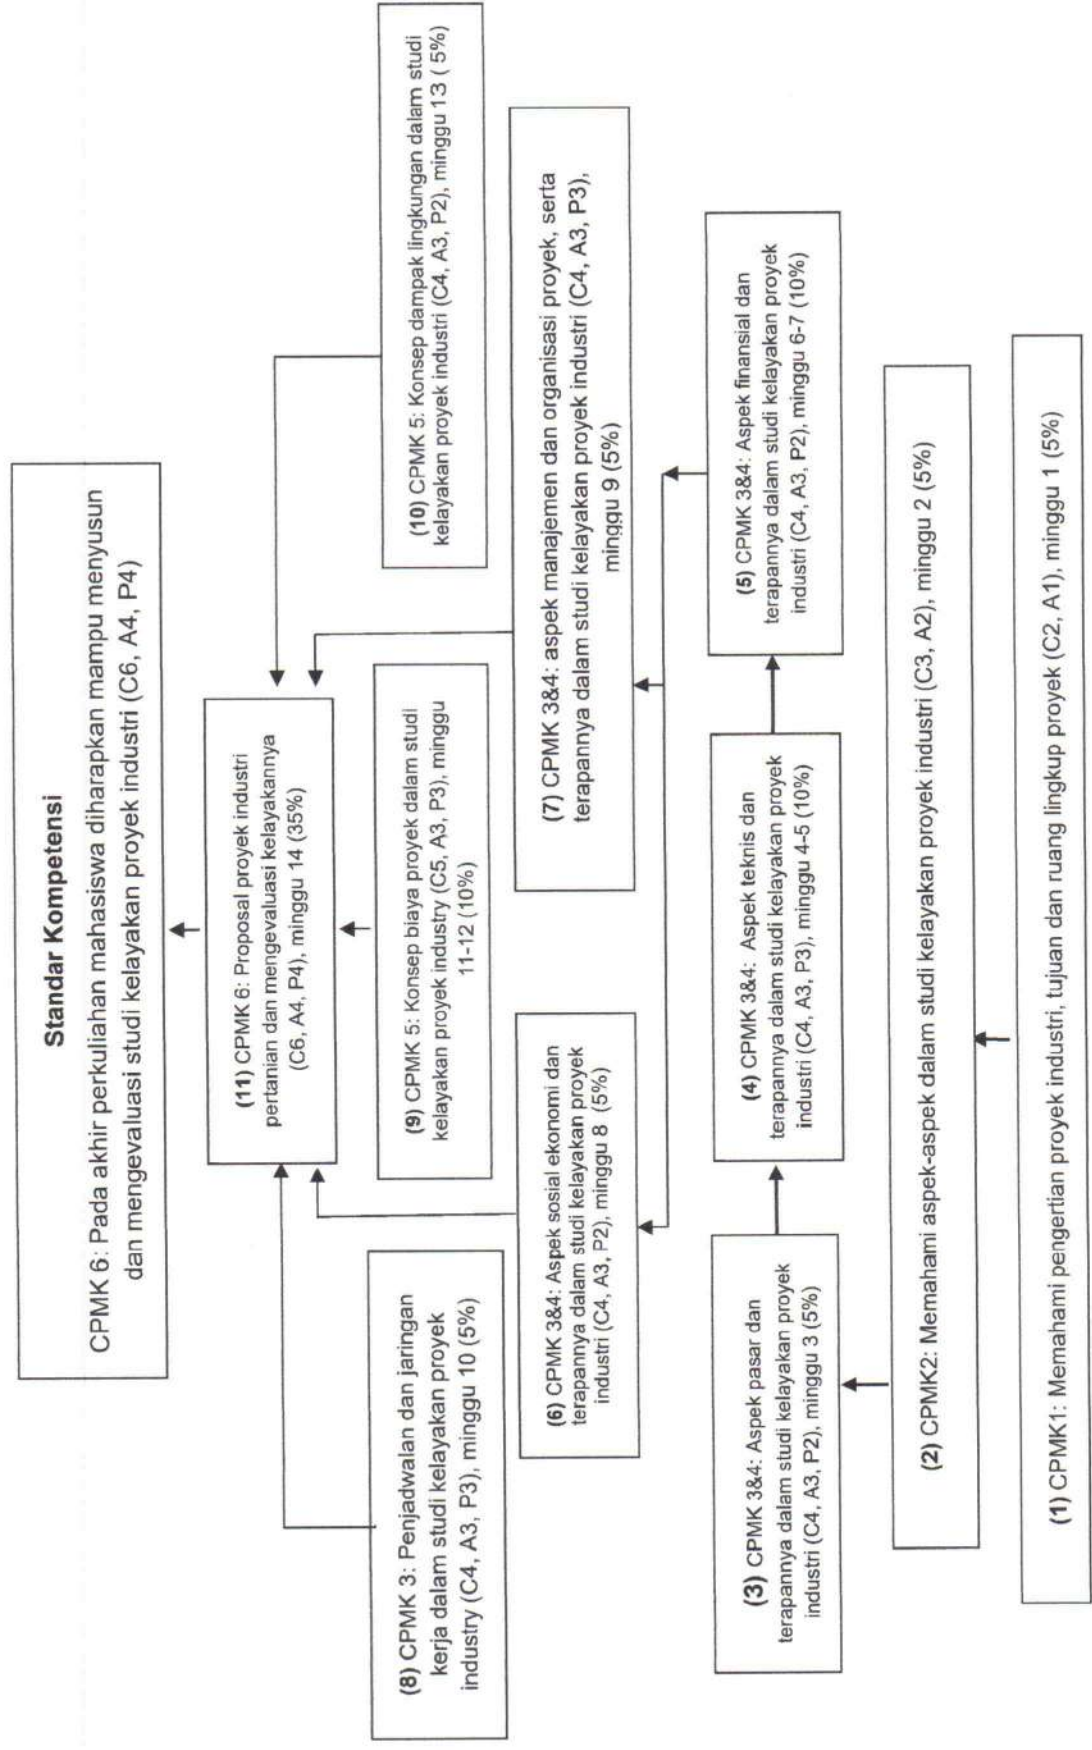 Standar Kompetensi
CPMK 6: Pada akhir perkuliahan mahasiswa diharapkan mampu menyusun
dan mengevaluasi studi kelayakan proyek industri (C6, A4, P4)
(11) CPMK 6: Proposal proyek industri
pertanian dan mengevaluasi kelayakannya
(C6, A4, P4), minggu 14 (35%)
(8) CPMK 3: Penjadwalan dan jaringan
kerja dalam studi kelayakan proyek
industry (C4, A3, P3), minggu 10 (5%)
(9) CPMK 5: Konsep biaya proyek dalam studi
kelayakan proyek industry (C5, A3, P3), minggu
11-12 (10%)
(10) CPMK 5: Konsep dampak lingkungan dalam studi
kelayakan proyek industri (C4, A3, P2), minggu 13 ( 5%)
(6) CPMK 3&4: Aspek sosial ekonomi dan
terapannya dalam studi kelayakan proyek
industri (C4, A3, P2), minggu 8 (5%)
(7) CPMK 3&4: aspek manajemen dan organisasi proyek, serta
terapannya dalam studi kelayakan proyek industri (C4, A3, P3),
minggu 9 (5%)
(3) CPMK 3&4: Aspek pasar dan
terapannya dalam studi kelayakan proyek
industri (C4, A3, P2), minggu 3 (5%)
(4) CPMK 3&4: Aspek teknis dan
terapannya dalam studi kelayakan proyek
industri (C4, A3, P3), minggu 4-5 (10%)
(5) CPMK 3&4: Aspek finansial dan
terapannya dalam studi kelayakan proyek
industri (C4, A3, P2), minggu 6-7 (10%)
(2) CPMK2: Memahami aspek-aspek dalam studi kelayakan proyek industri (C3, A2), minggu 2 (5%)
(1) CPMK1: Memahami pengertian proyek industri, tujuan dan ruang lingkup proyek (C2, A1), minggu 1 (5%)